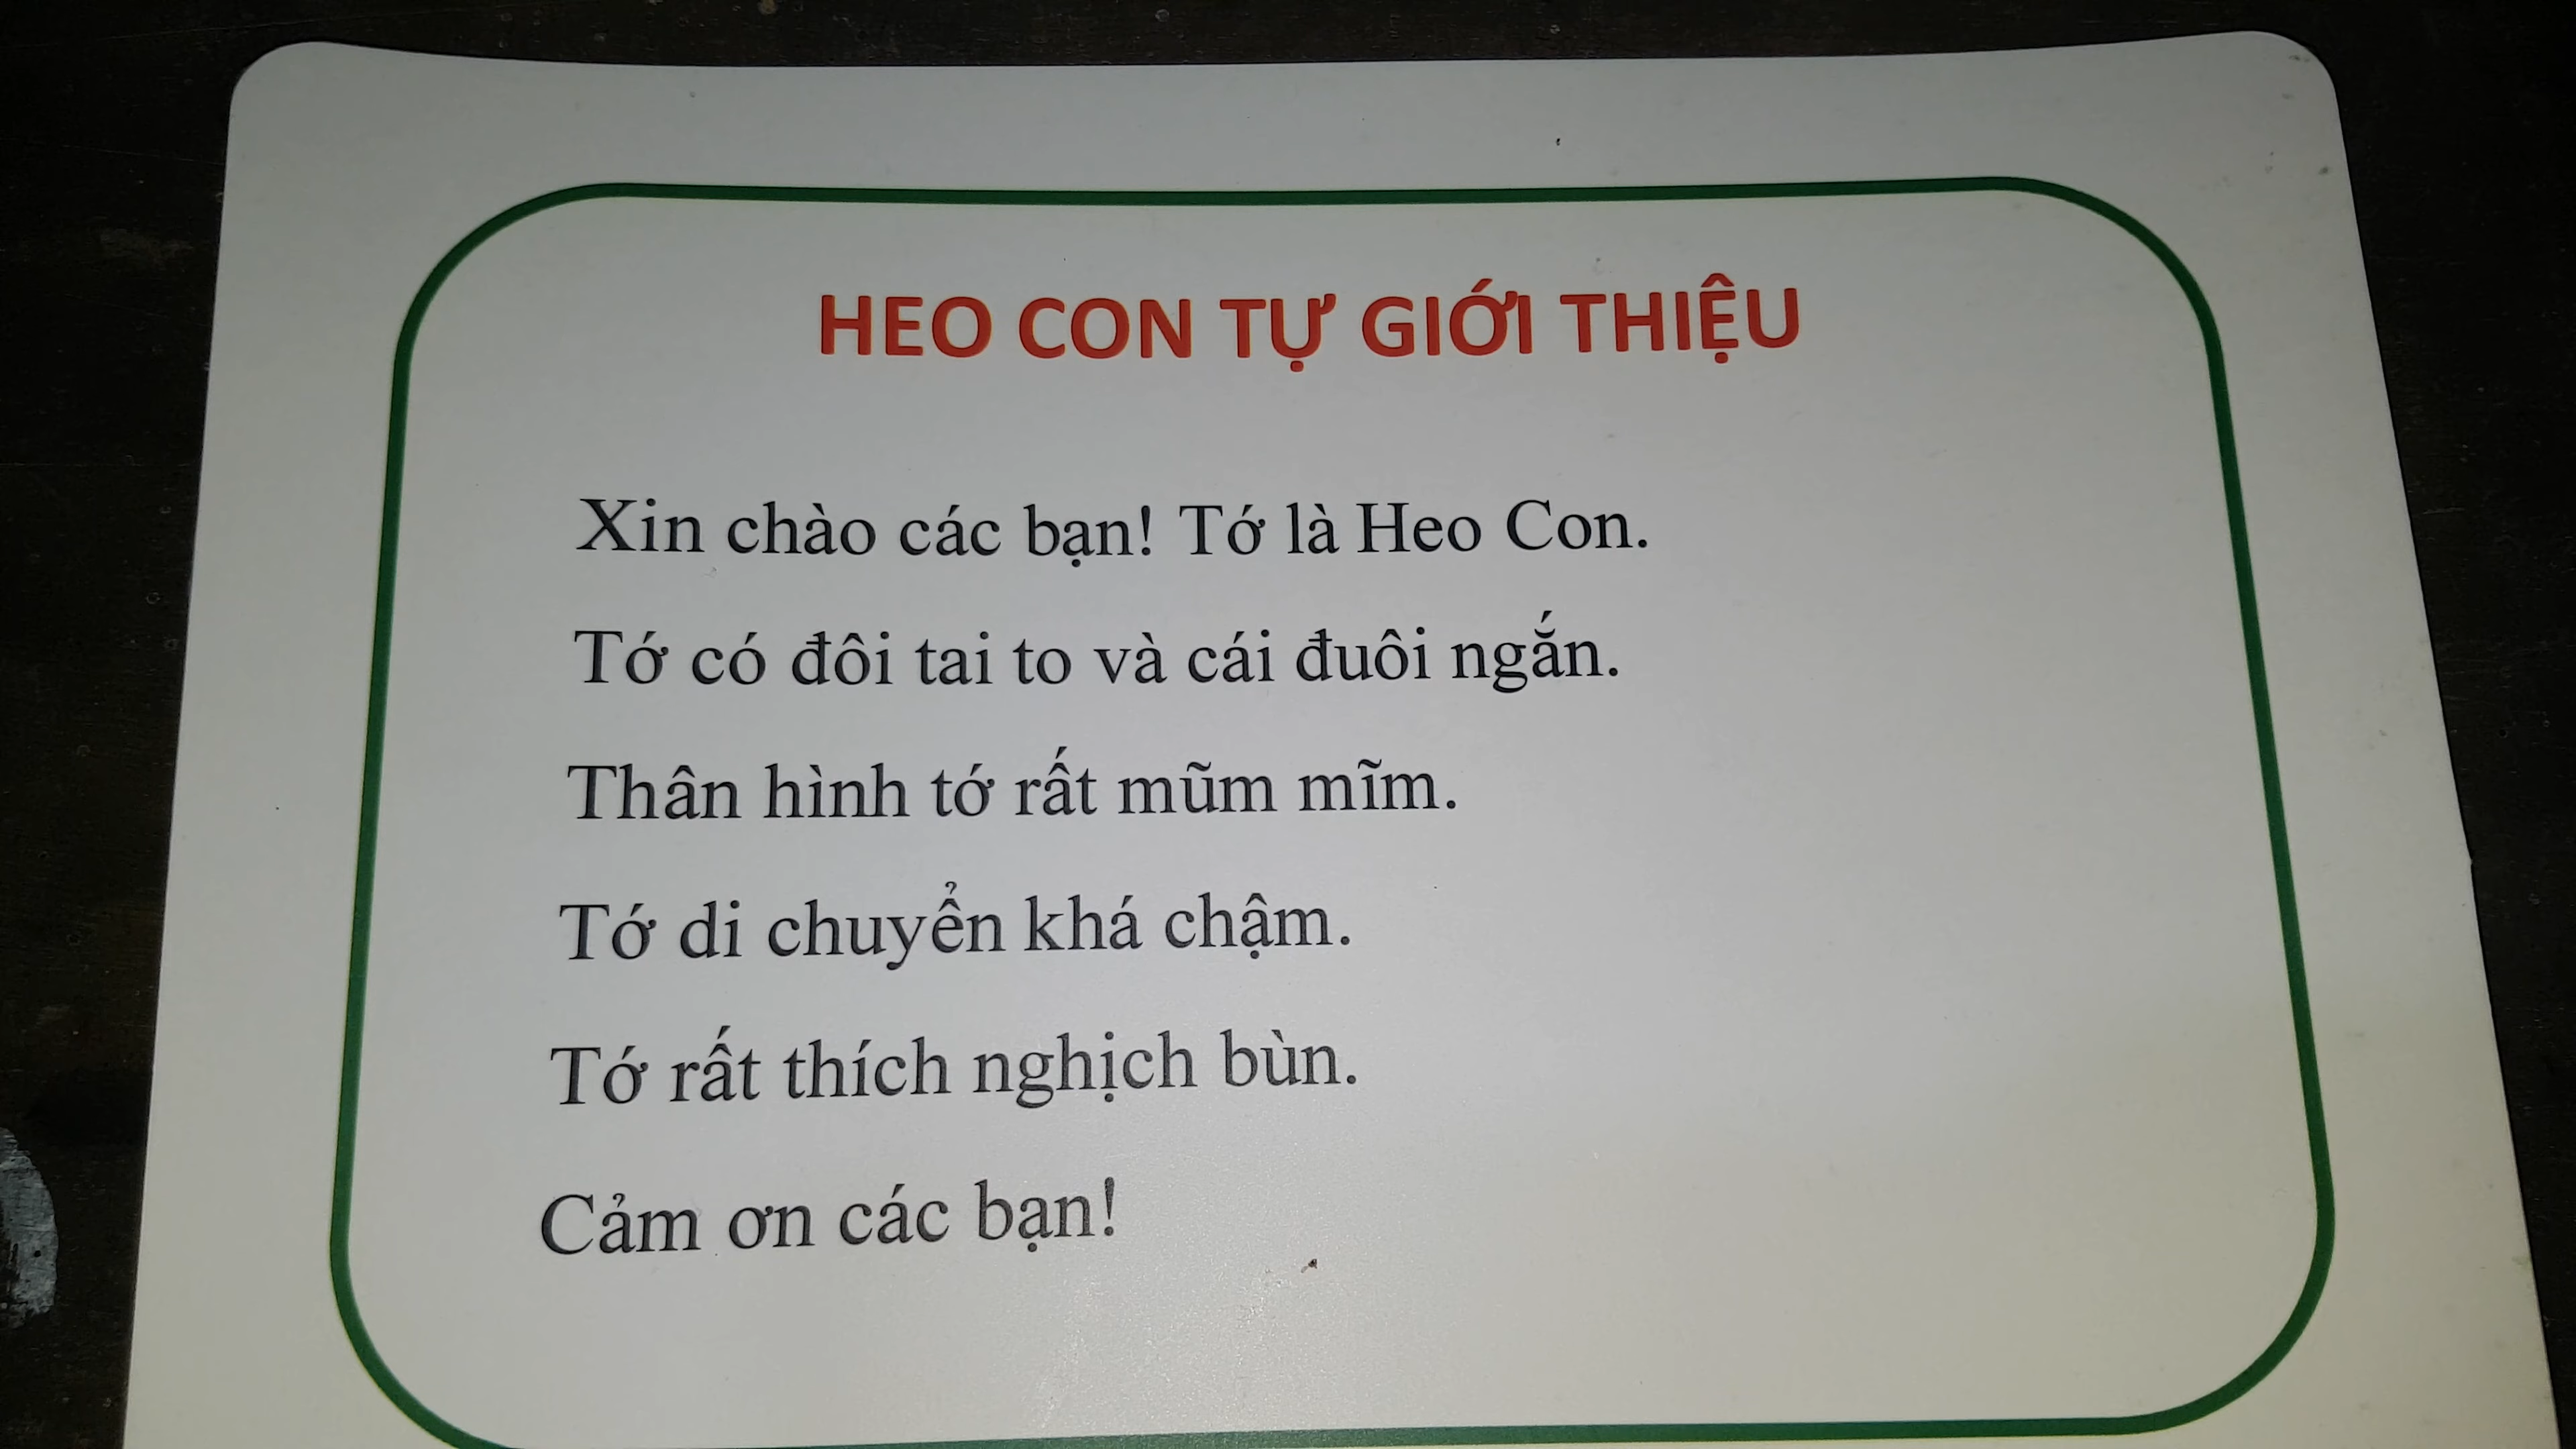 HEO CON TỰ GIỚI THIỆU
Xin chào các bạn! Tớ là Heo Con.
Tớ có đôi tai to và cái đuôi ngắn.
Thân hình tớ rất mũm mĩm.
Tớ di chuyển khá chậm.
Tớ rất thích nghịch bùn.
Cảm ơn các bạn!